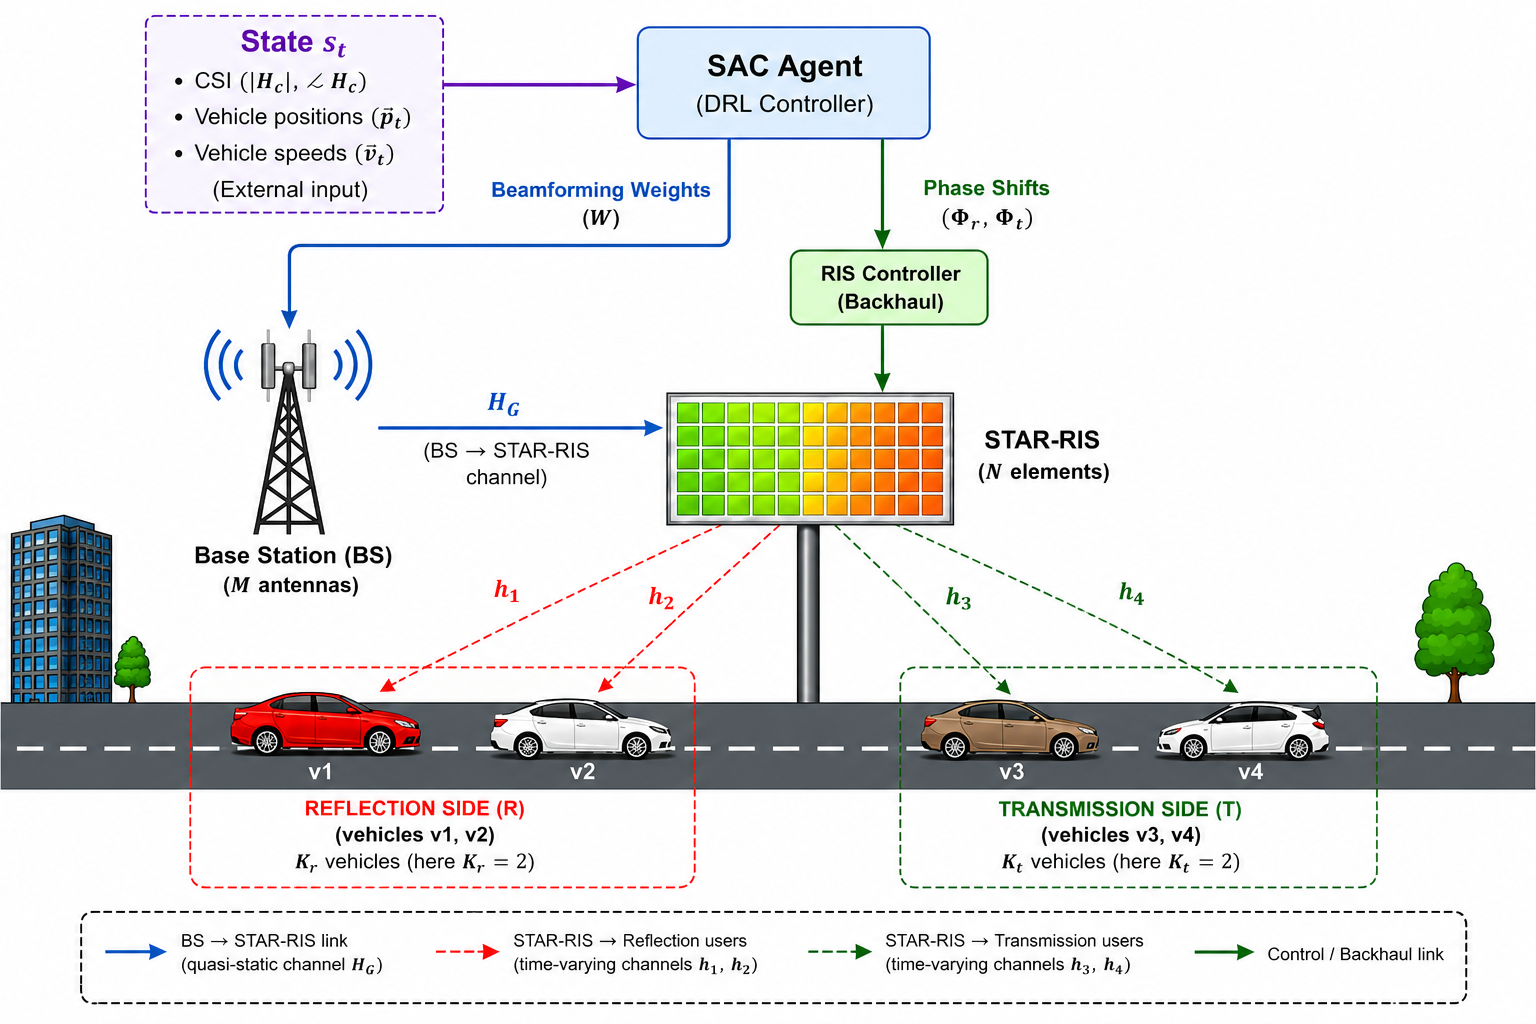 State s_t
• CSI (|H_c|, ∠ H_c)
• Vehicle positions (p⃗_t)
• Vehicle speeds (v⃗_t)
(External input)
SAC Agent
(DRL Controller)
Beamforming Weights
(W)
Phase Shifts
(Φ_r, Φ_t)
RIS Controller
(Backhaul)
H_G
(BS → STAR-RIS
channel)
STAR-RIS
(N elements)
Base Station (BS)
(M antennas)
h_1
h_2
h_3
h_4
v1
v2
v3
v4
REFLECTION SIDE (R)
(vehicles v1, v2)
K_r vehicles (here K_r = 2)
TRANSMISSION SIDE (T)
(vehicles v3, v4)
K_t vehicles (here K_t = 2)
BS → STAR-RIS link
(quasi-static channel H_G)
STAR-RIS → Reflection users
(time-varying channels h_1, h_2)
STAR-RIS → Transmission users
(time-varying channels h_3, h_4)
Control / Backhaul link